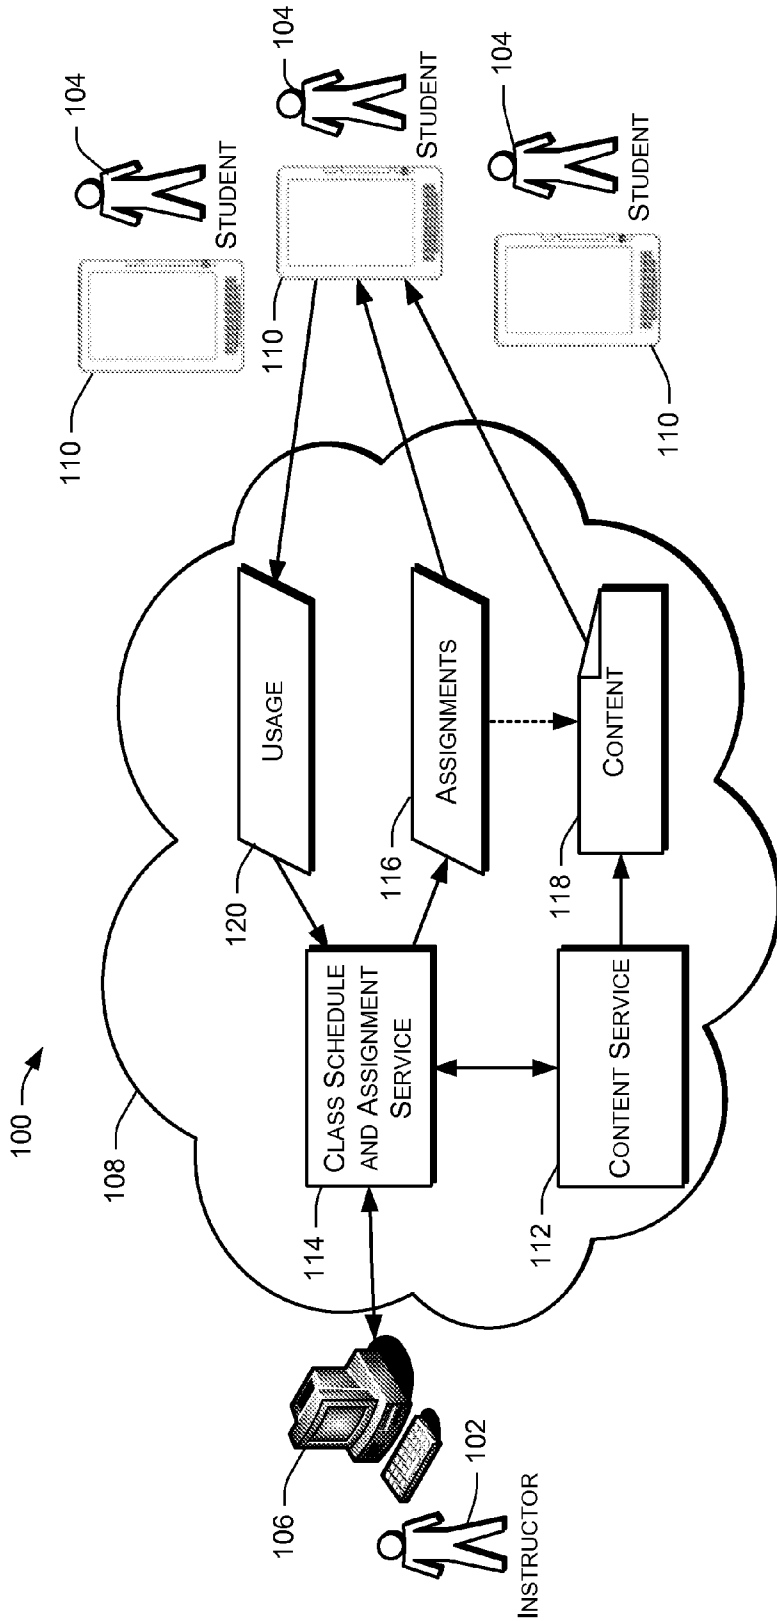 100
108
104
STUDENT
110
104
STUDENT
110
104
STUDENT
110
USAGE
120
ASSIGNMENTS
116
CONTENT
118
CLASS SCHEDULE
AND ASSIGNMENT
SERVICE
114
CONTENT SERVICE
112
106
102
INSTRUCTOR